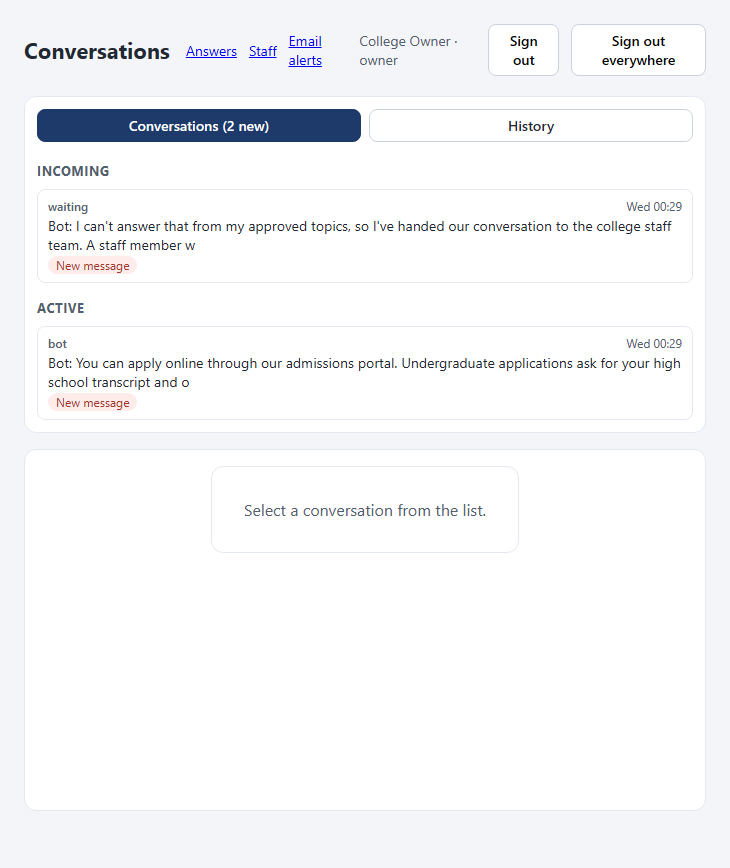 Conversations
Answers
Staff
Email
alerts
College Owner ·
owner
Sign
out
Sign out
everywhere
Conversations (2 new)
History
INCOMING
waiting
Wed 00:29
Bot: I can't answer that from my approved topics, so I've handed our conversation to the college staff
team. A staff member w
New message
ACTIVE
bot
Wed 00:29
Bot: You can apply online through our admissions portal. Undergraduate applications ask for your high
school transcript and o
New message
Select a conversation from the list.